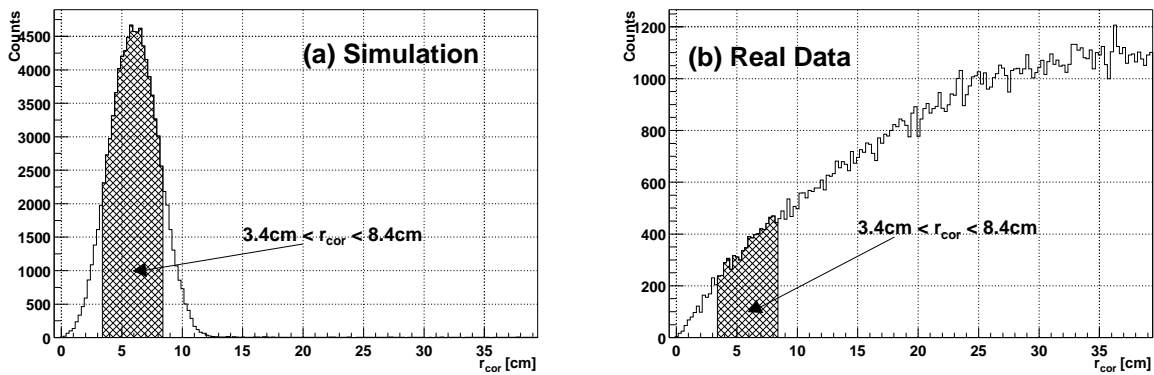 Counts
(a) Simulation
4500
4000
3500
3000
2500
2000
1500
1000
500
0
3.4cm < r_cor < 8.4cm
0 5 10 15 20 25 30 35
r_cor [cm]
Counts
(b) Real Data
1200
1000
800
600
400
200
0
3.4cm < r_cor < 8.4cm
0 5 10 15 20 25 30 35
r_cor [cm]